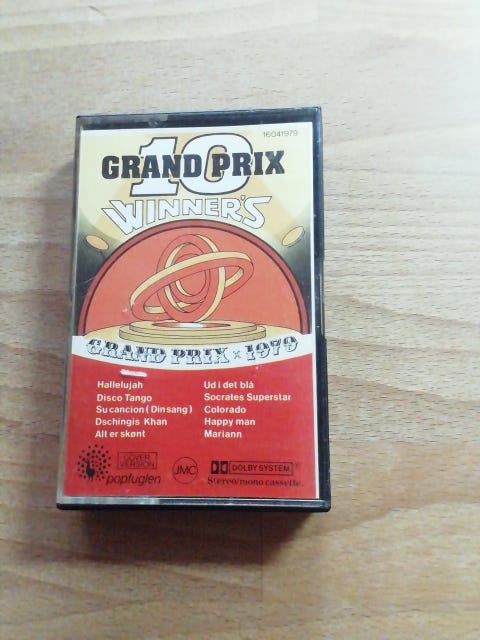 16041979
10
GRAND PRIX
WINNER'S
GRAND PRIX x 1979
Hallelujah
Disco Tango
Su cancion (Din sang)
Dschingis Khan
Alt er skønt
Ud i det blå
Socrates Superstar
Colorado
Happy man
Mariann
COVER
VERSION
popfuglen
JMC
DOLBY SYSTEM
Stereo/mono cassette.